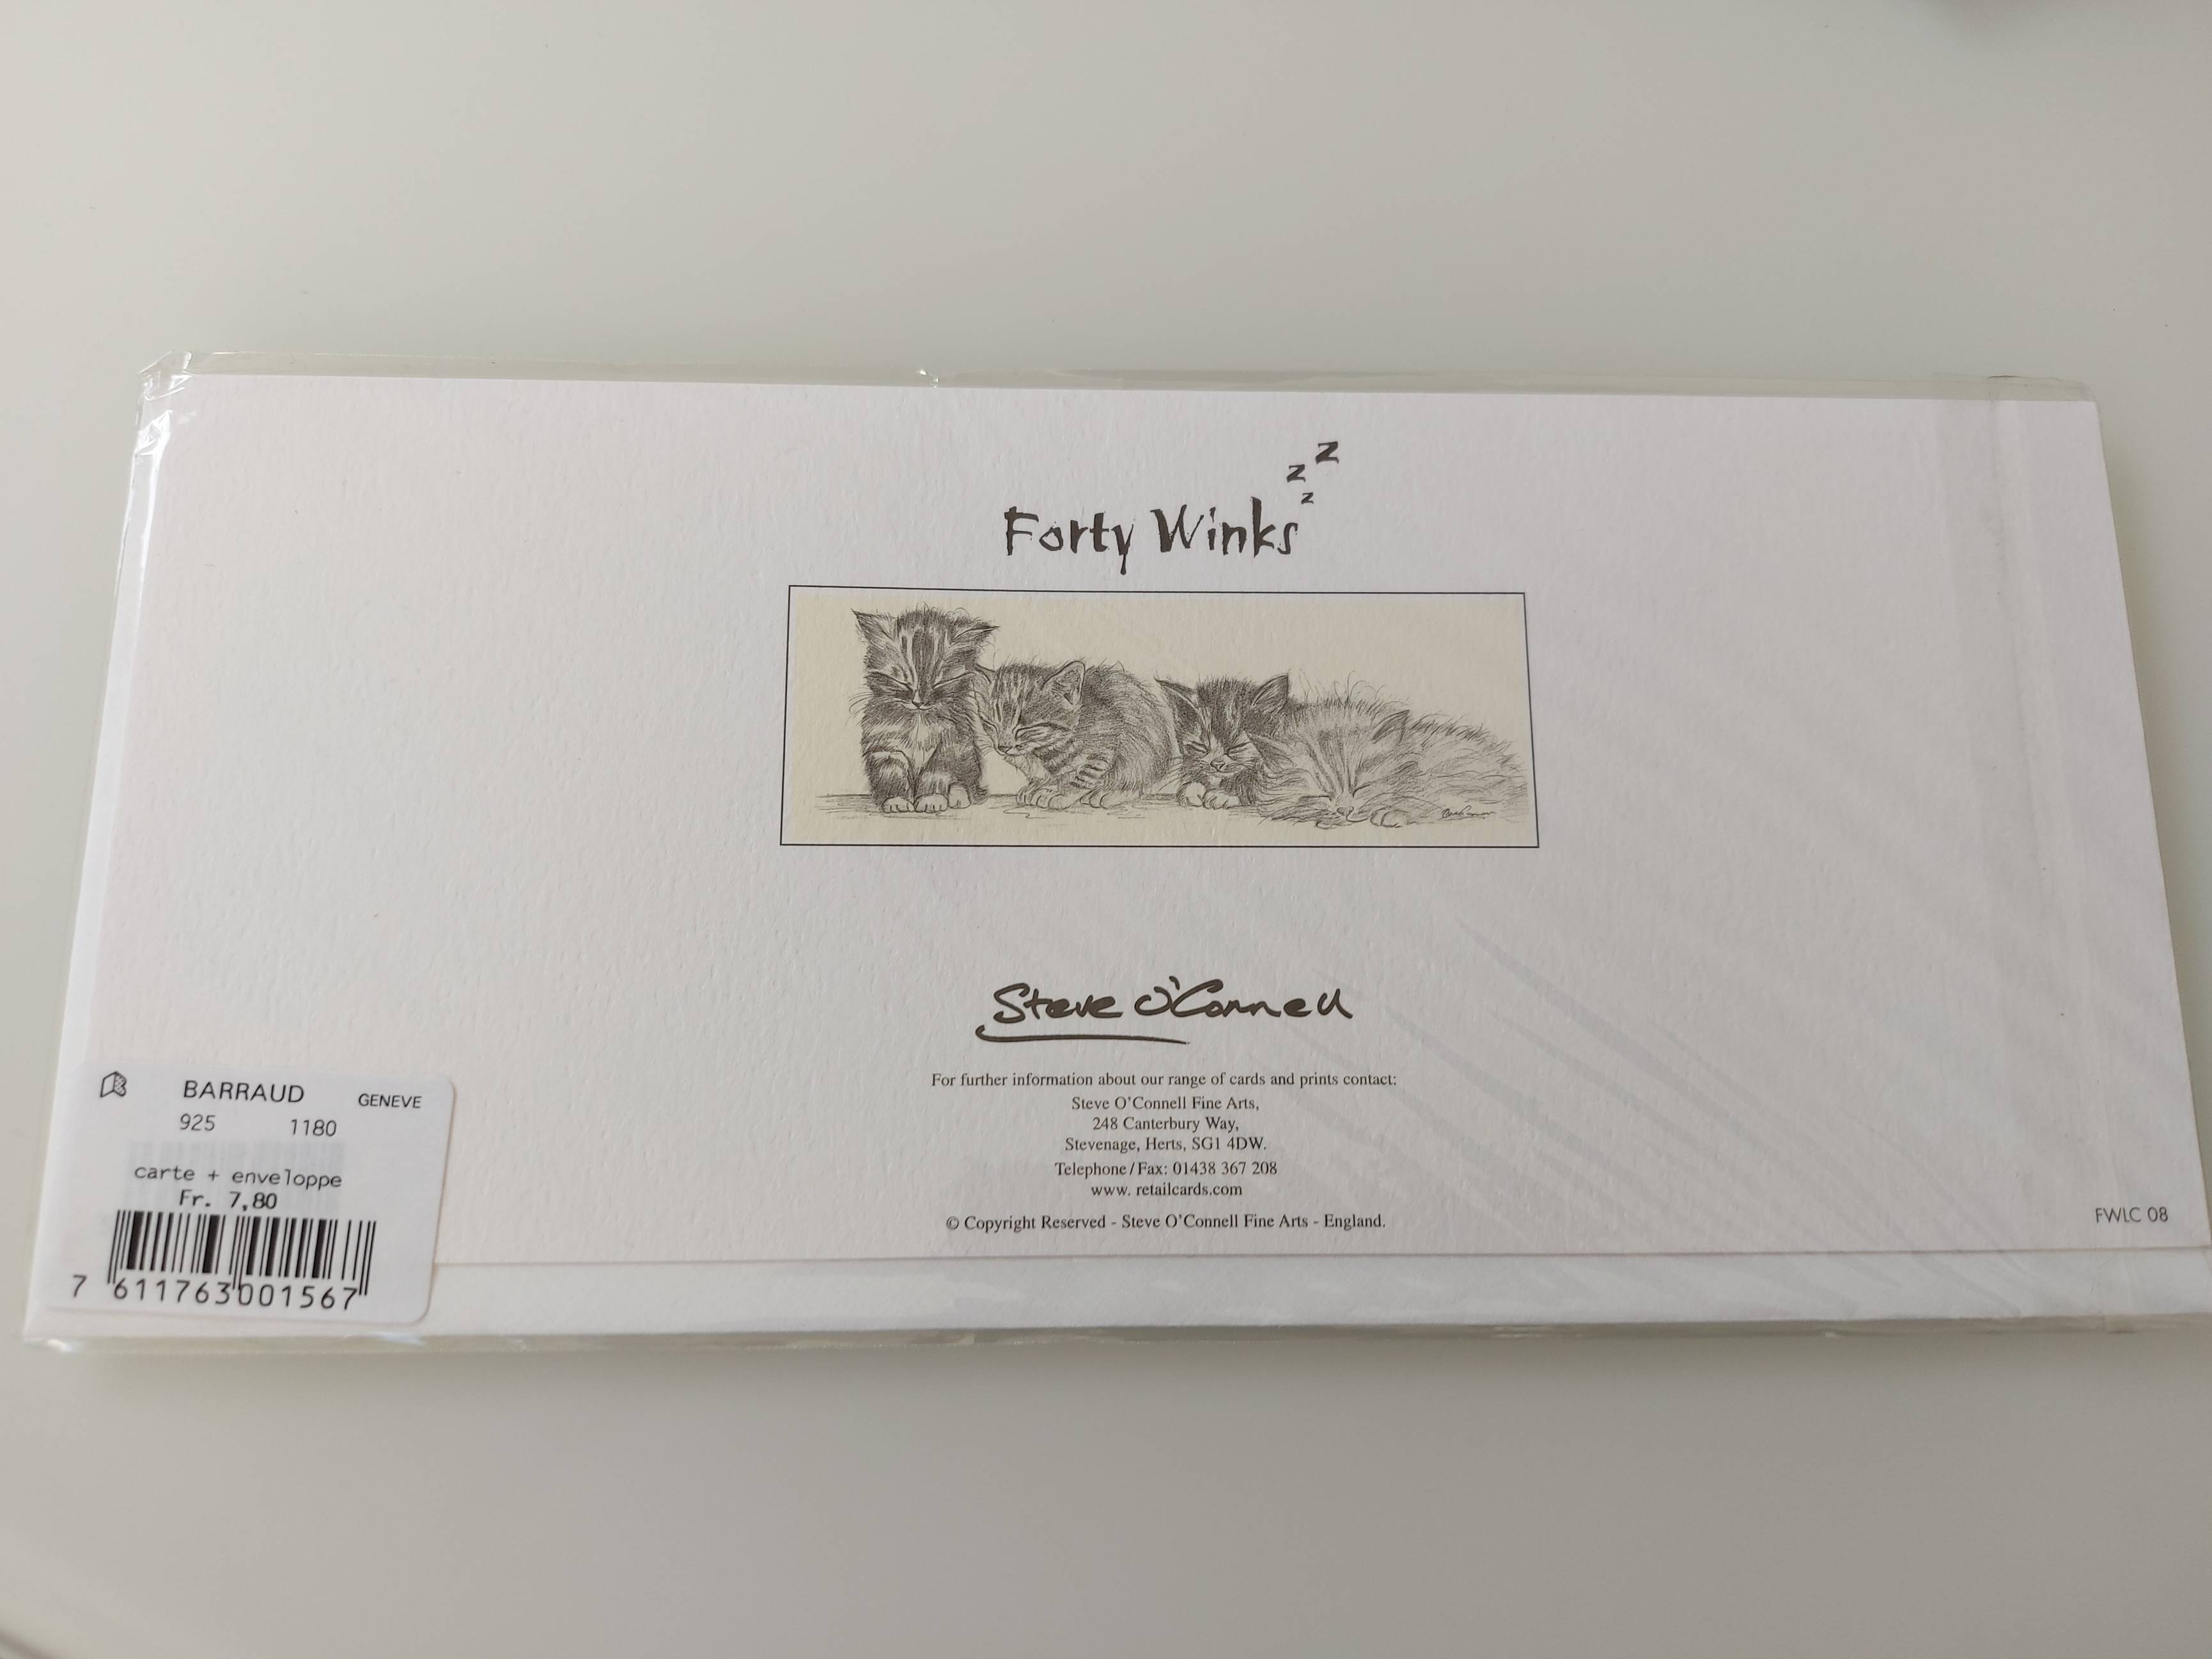 z z
z
Forty Winks
Steve O'Connell
For further information about our range of cards and prints contact:
Steve O'Connell Fine Arts,
248 Canterbury Way,
Stevenage, Herts, SG1 4DW.
Telephone/Fax: 01438 367 208
www. retailcards.com
© Copyright Reserved - Steve O'Connell Fine Arts - England.
FWLC 08
BARRAUD GENEVE
925 1180
carte + enveloppe
Fr. 7,80
7 611763 001567